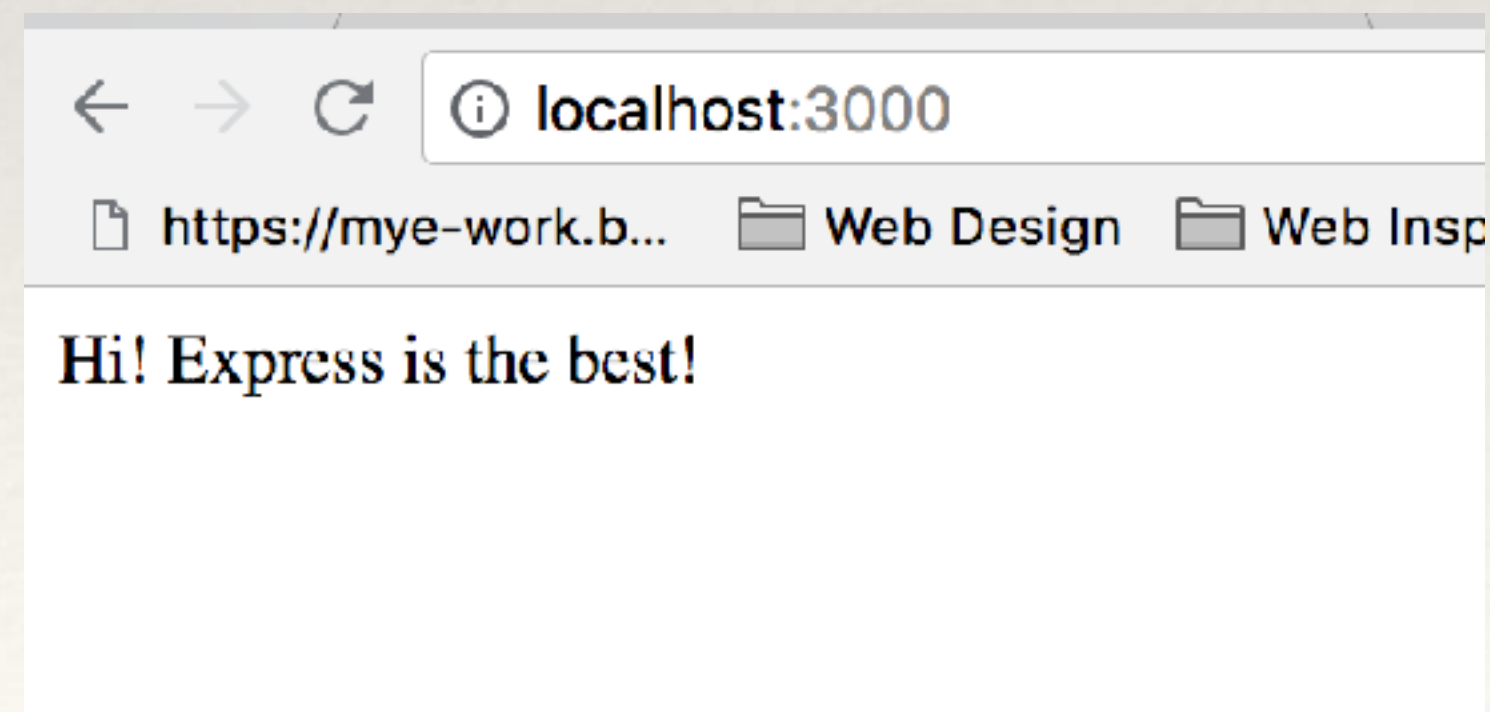 localhost:3000
https://mye-work.b... Web Design Web Insp
Hi! Express is the best!